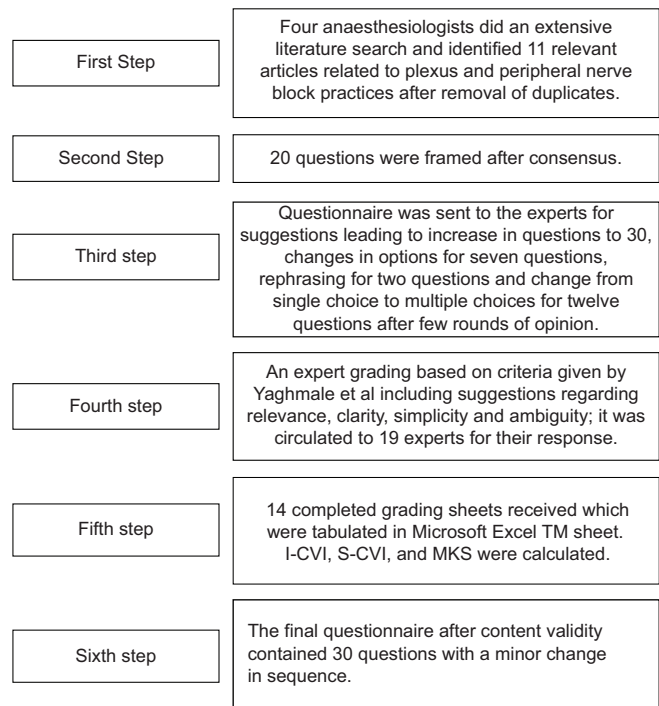 First Step
Four anaesthesiologists did an extensive
literature search and identified 11 relevant
articles related to plexus and peripheral nerve
block practices after removal of duplicates.
Second Step
20 questions were framed after consensus.
Third step
Questionnaire was sent to the experts for
suggestions leading to increase in questions to 30,
changes in options for seven questions,
rephrasing for two questions and change from
single choice to multiple choices for twelve
questions after few rounds of opinion.
Fourth step
An expert grading based on criteria given by
Yaghmale et al including suggestions regarding
relevance, clarity, simplicity and ambiguity; it was
circulated to 19 experts for their response.
Fifth step
14 completed grading sheets received which
were tabulated in Microsoft Excel TM sheet.
I-CVI, S-CVI, and MKS were calculated.
Sixth step
The final questionnaire after content validity
contained 30 questions with a minor change
in sequence.